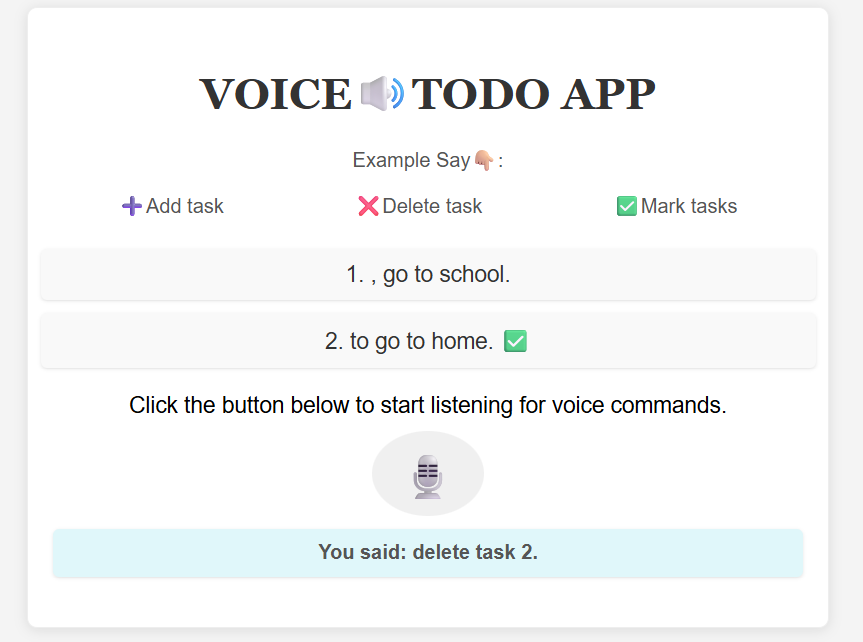 VOICE🔊TODO APP
Example Say👇🏼:
➕Add task ❌Delete task ✅Mark tasks
1. , go to school.
2. to go to home. ✅
Click the button below to start listening for voice commands.
You said: delete task 2.